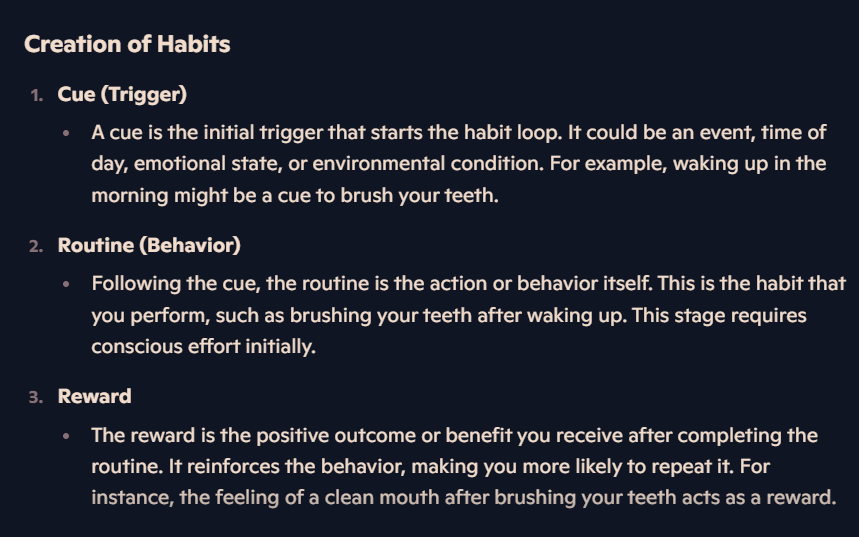 Creation of Habits
1. Cue (Trigger)
• A cue is the initial trigger that starts the habit loop. It could be an event, time of
day, emotional state, or environmental condition. For example, waking up in the
morning might be a cue to brush your teeth.
2. Routine (Behavior)
• Following the cue, the routine is the action or behavior itself. This is the habit that
you perform, such as brushing your teeth after waking up. This stage requires
conscious effort initially.
3. Reward
• The reward is the positive outcome or benefit you receive after completing the
routine. It reinforces the behavior, making you more likely to repeat it. For
instance, the feeling of a clean mouth after brushing your teeth acts as a reward.